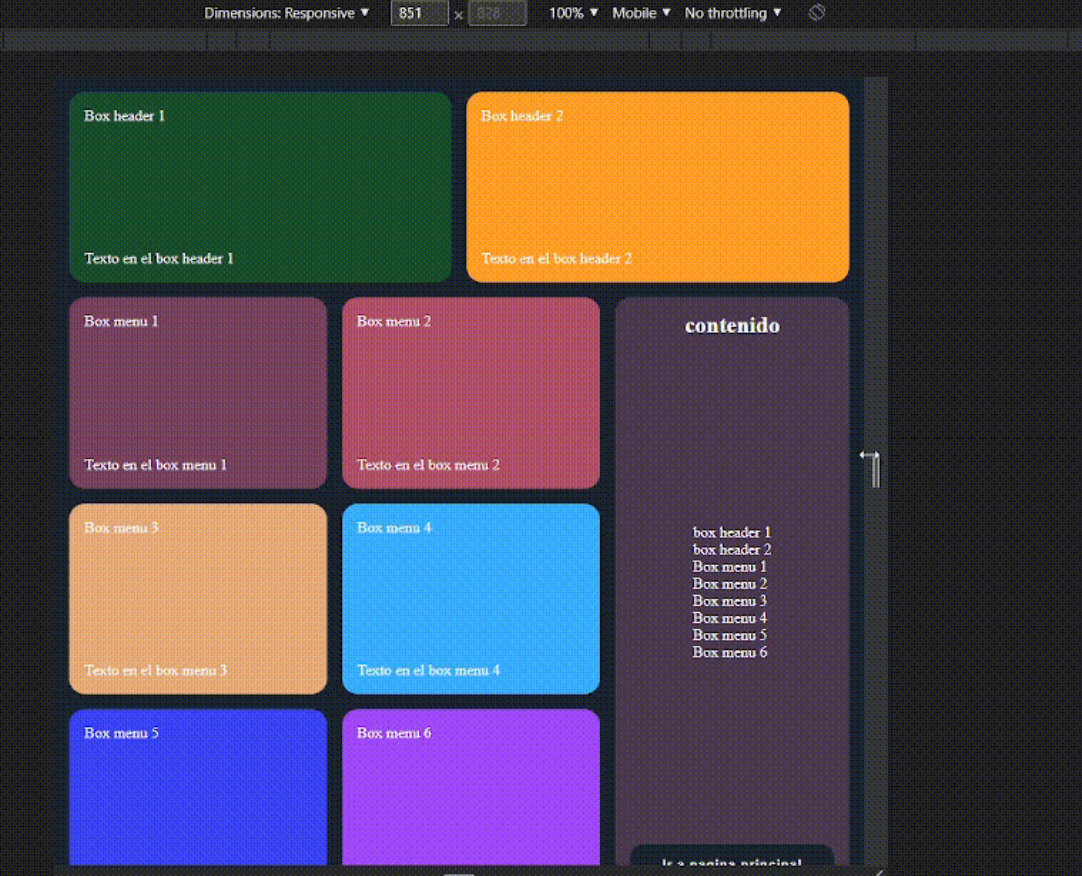 Dimensions: Responsive ▼ 851 × 828 100% ▼ Mobile ▼ No throttling ▼
Box header 1
Texto en el box header 1
Box header 2
Texto en el box header 2
Box menu 1
Texto en el box menu 1
Box menu 2
Texto en el box menu 2
contenido
box header 1
box header 2
Box menu 1
Box menu 2
Box menu 3
Box menu 4
Box menu 5
Box menu 6
Box menu 3
Texto en el box menu 3
Box menu 4
Texto en el box menu 4
Box menu 5
Box menu 6
Ir a pagina principal